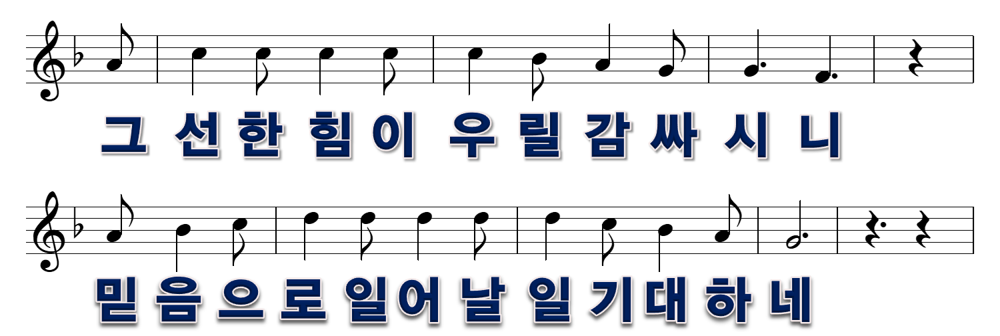 그 선 한 힘 이 우 릴 감 싸 시 니
믿 음 으 로 일 어 날 일 기 대 하 네